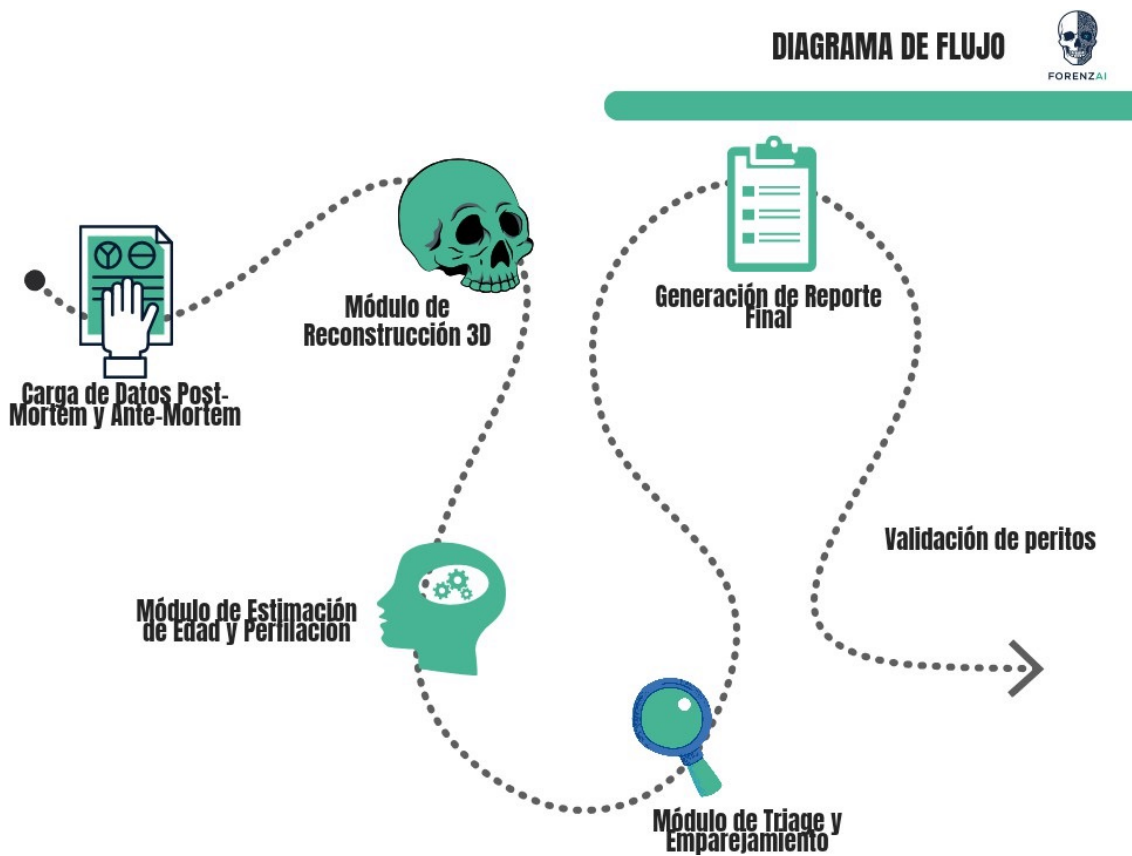 DIAGRAMA DE FLUJO
FORENZAI
Carga de Datos Post-
Mortem y Ante-Mortem
Módulo de
Reconstrucción 3D
Módulo de Estimación
de Edad y Perfilación
Módulo de Triage y
Emparejamiento
Generación de Reporte
Final
Validación de peritos